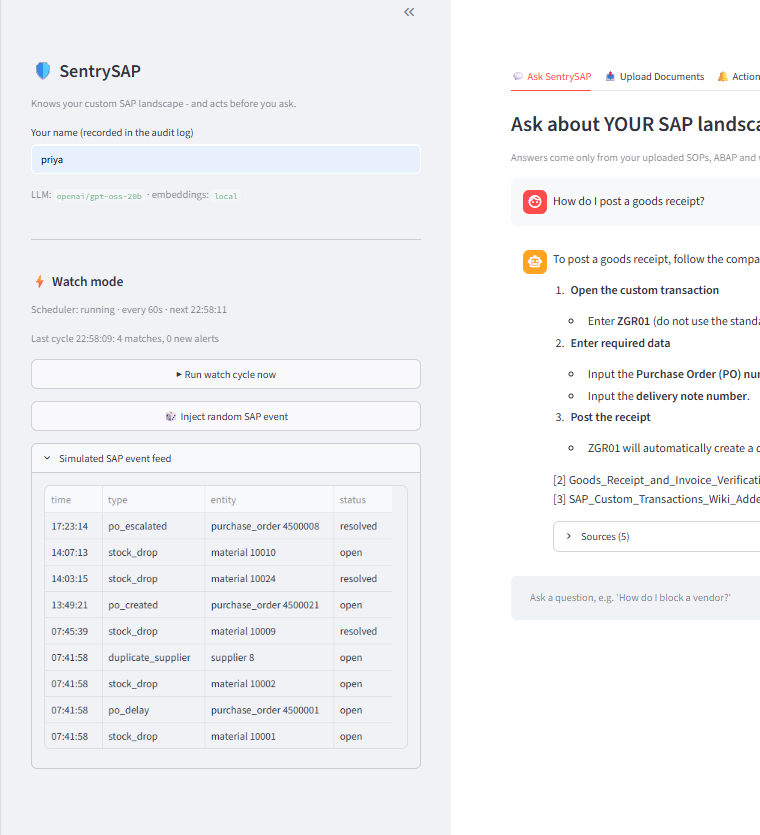 SentrySAP
Knows your custom SAP landscape - and acts before you ask.
Your name (recorded in the audit log)
priya
LLM: openai/gpt-oss-20b · embeddings: local
Watch mode
Scheduler: running · every 60s · next 22:58:11
Last cycle 22:58:09: 4 matches, 0 new alerts
Run watch cycle now
Inject random SAP event
Simulated SAP event feed
time type entity status
17:23:14 po_escalated purchase_order 4500008 resolved
14:07:13 stock_drop material 10010 open
14:03:15 stock_drop material 10024 resolved
13:49:21 po_created purchase_order 4500021 open
07:45:39 stock_drop material 10009 resolved
07:41:58 duplicate_supplier supplier 8 open
07:41:58 stock_drop material 10002 open
07:41:58 po_delay purchase_order 4500001 open
07:41:58 stock_drop material 10001 open
Ask SentrySAP Upload Documents Action
Ask about YOUR SAP landsca
Answers come only from your uploaded SOPs, ABAP and
How do I post a goods receipt?
To post a goods receipt, follow the compa
1. Open the custom transaction
Enter ZGR01 (do not use the standa
2. Enter required data
Input the Purchase Order (PO) nu
Input the delivery note number.
3. Post the receipt
ZGR01 will automatically create a
[2] Goods_Receipt_and_Invoice_Verificati
[3] SAP_Custom_Transactions_Wiki_Adde
Sources (5)
Ask a question, e.g. 'How do I block a vendor?'